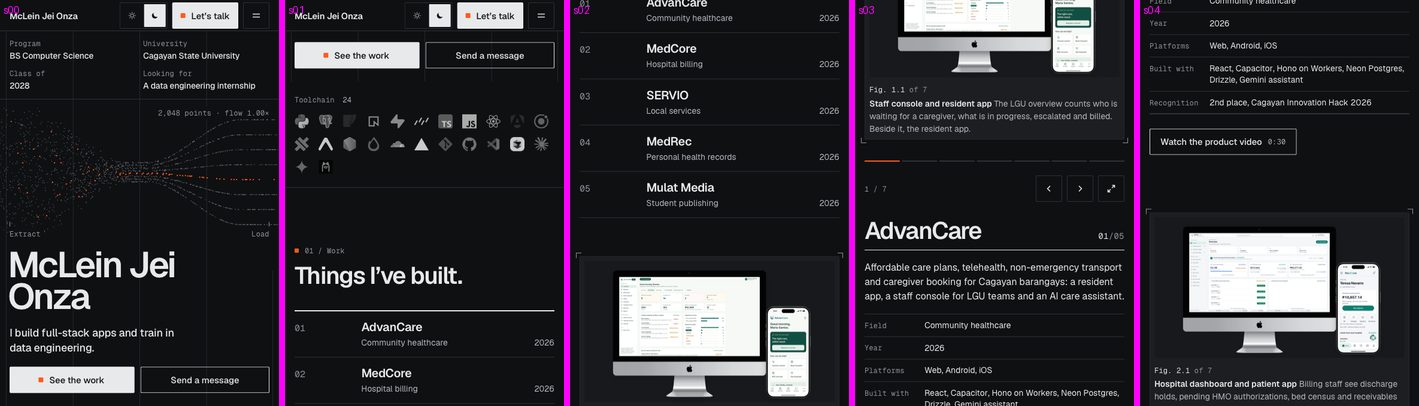 s00
McLein Jei Onza
Let's talk
Program
BS Computer Science
University
Cagayan State University
Class of
2028
Looking for
A data engineering internship
2,048 points · flow 1.00×
Extract
Load
McLein Jei
Onza
I build full-stack apps and train in
data engineering.
See the work
Send a message
s01
McLein Jei Onza
Let's talk
See the work
Send a message
Toolchain 24
TS
JS
01 / Work
Things I've built.
01
AdvanCare
Community healthcare
2026
02
MedCore
Hospital billing
2026
s02
01
AdvanCare
Community healthcare
2026
02
MedCore
Hospital billing
2026
03
SERVIO
Local services
2026
04
MedRec
Personal health records
2026
05
Mulat Media
Student publishing
2026
s03
Fig. 1.1 of 7
Staff console and resident app The LGU overview counts who is
waiting for a caregiver, what is in progress, escalated and billed.
Beside it, the resident app.
1 / 7
AdvanCare
01/05
Affordable care plans, telehealth, non-emergency transport
and caregiver booking for Cagayan barangays: a resident
app, a staff console for LGU teams and an AI care assistant.
Field
Community healthcare
Year
2026
Platforms
Web, Android, iOS
Built with
React, Capacitor, Hono on Workers, Neon Postgres,
Drizzle, Gemini assistant
s04
Field
Community healthcare
Year
2026
Platforms
Web, Android, iOS
Built with
React, Capacitor, Hono on Workers, Neon Postgres,
Drizzle, Gemini assistant
Recognition
2nd place, Cagayan Innovation Hack 2026
Watch the product video 0:30
Fig. 2.1 of 7
Hospital dashboard and patient app Billing staff see discharge
holds, pending HMO authorizations, bed census and receivables